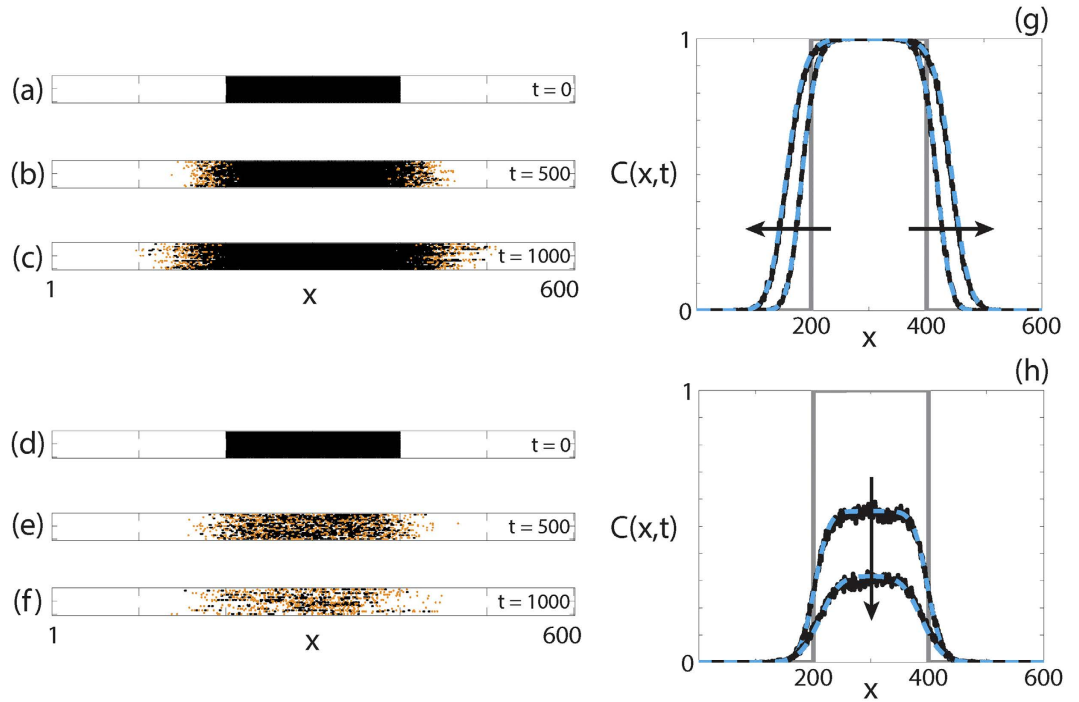 (a)
t = 0
(b)
t = 500
(c)
t = 1000
1
x
600
(d)
t = 0
(e)
t = 500
(f)
t = 1000
1
x
600
(g)
1
C(x,t)
0
200
400
600
x
(h)
1
C(x,t)
0
200
400
600
x